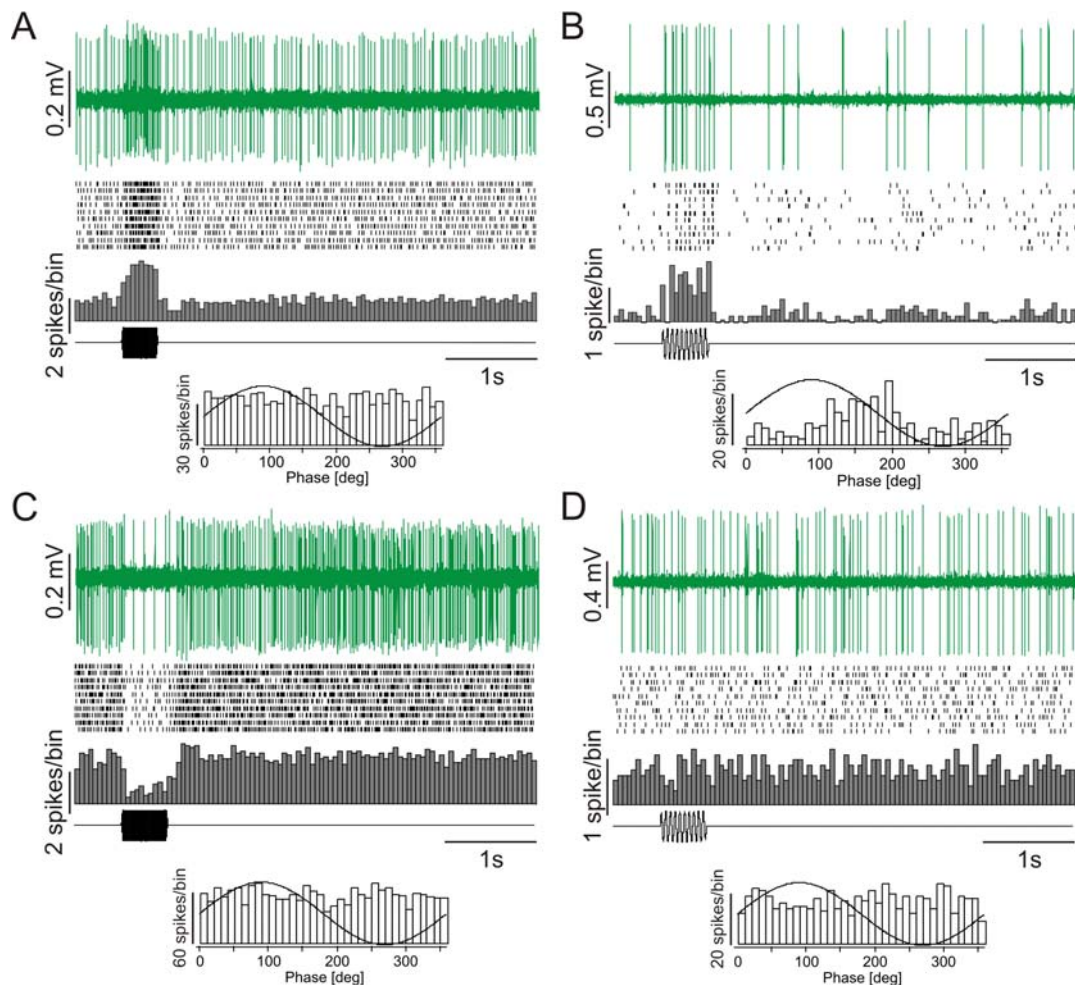 A
0.2 mV
2 spikes/bin
1s
30 spikes/bin
0 100 200 300
Phase [deg]
B
0.5 mV
1 spike/bin
1s
20 spikes/bin
0 100 200 300
Phase [deg]
C
0.2 mV
2 spikes/bin
1s
60 spikes/bin
0 100 200 300
Phase [deg]
D
0.4 mV
1 spike/bin
1s
20 spikes/bin
0 100 200 300
Phase [deg]